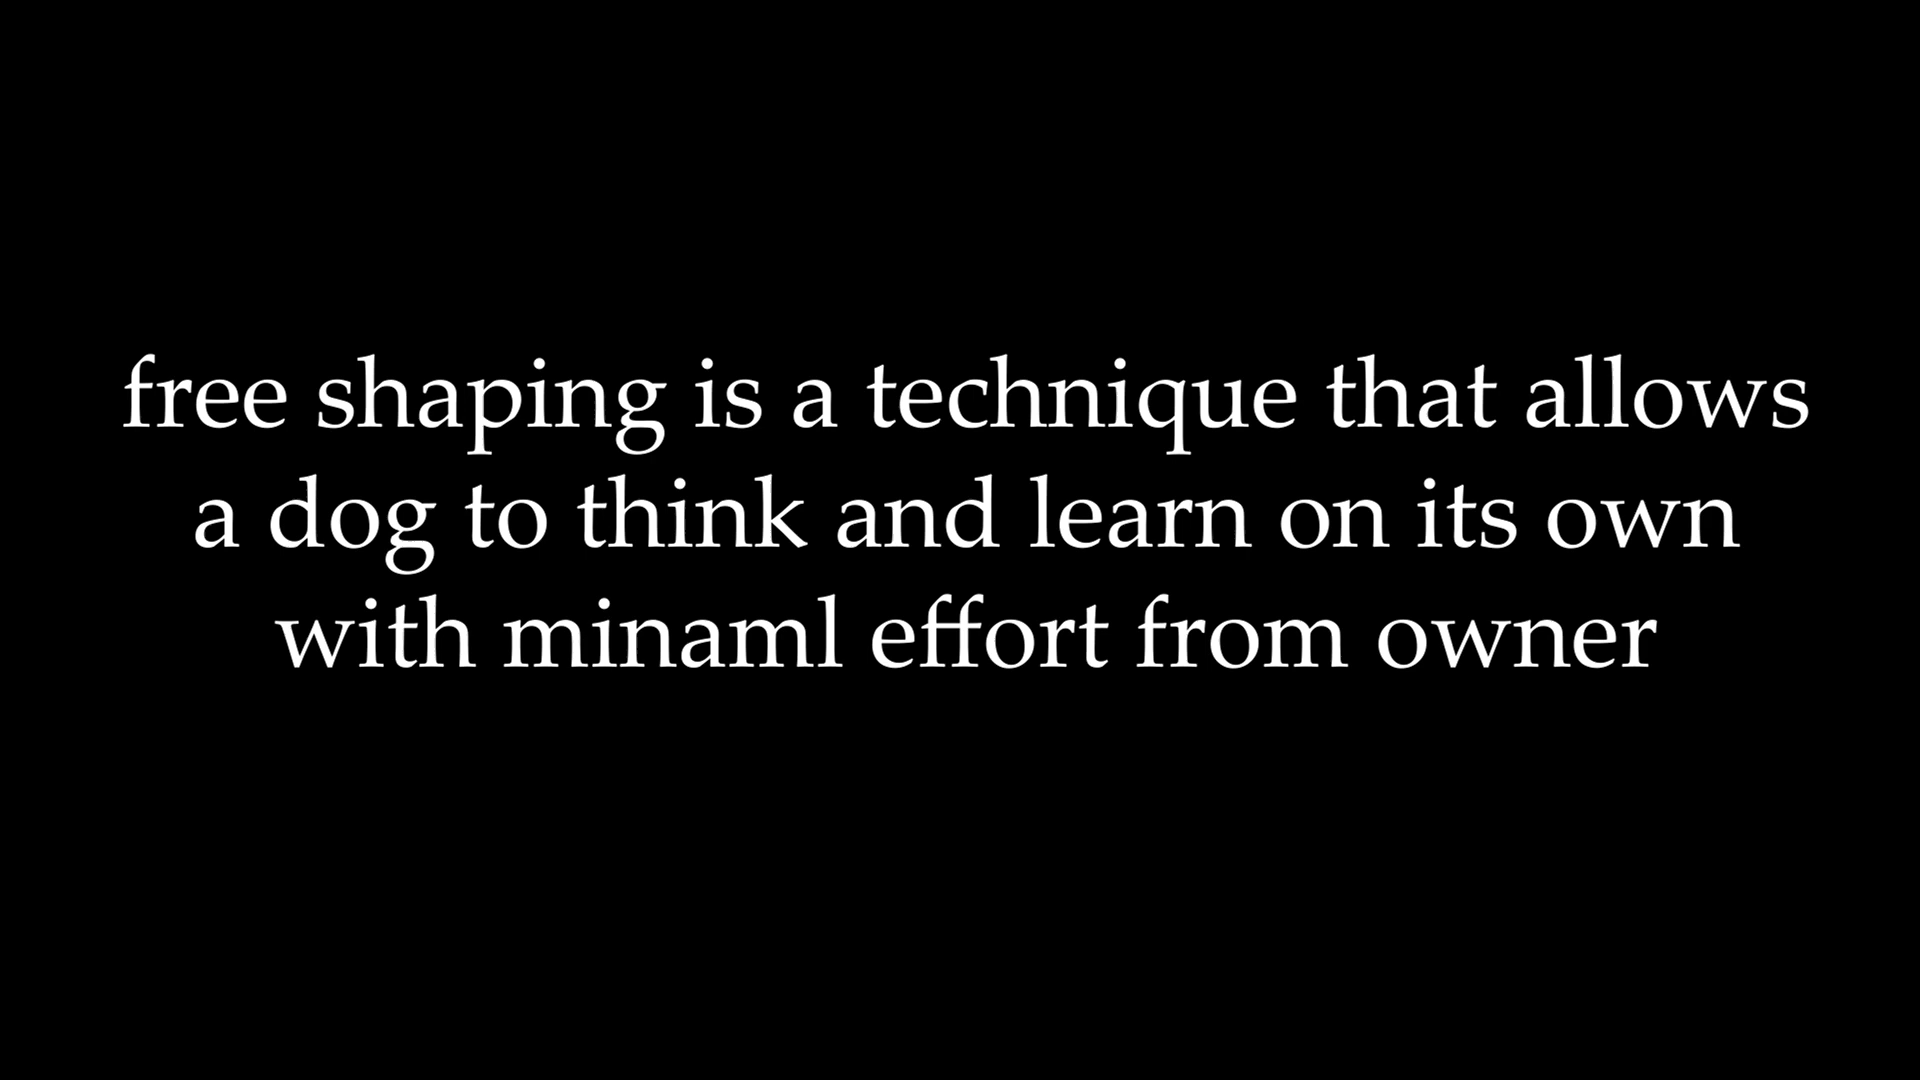 free shaping is a technique that allows
a dog to think and learn on its own
with minaml effort from owner